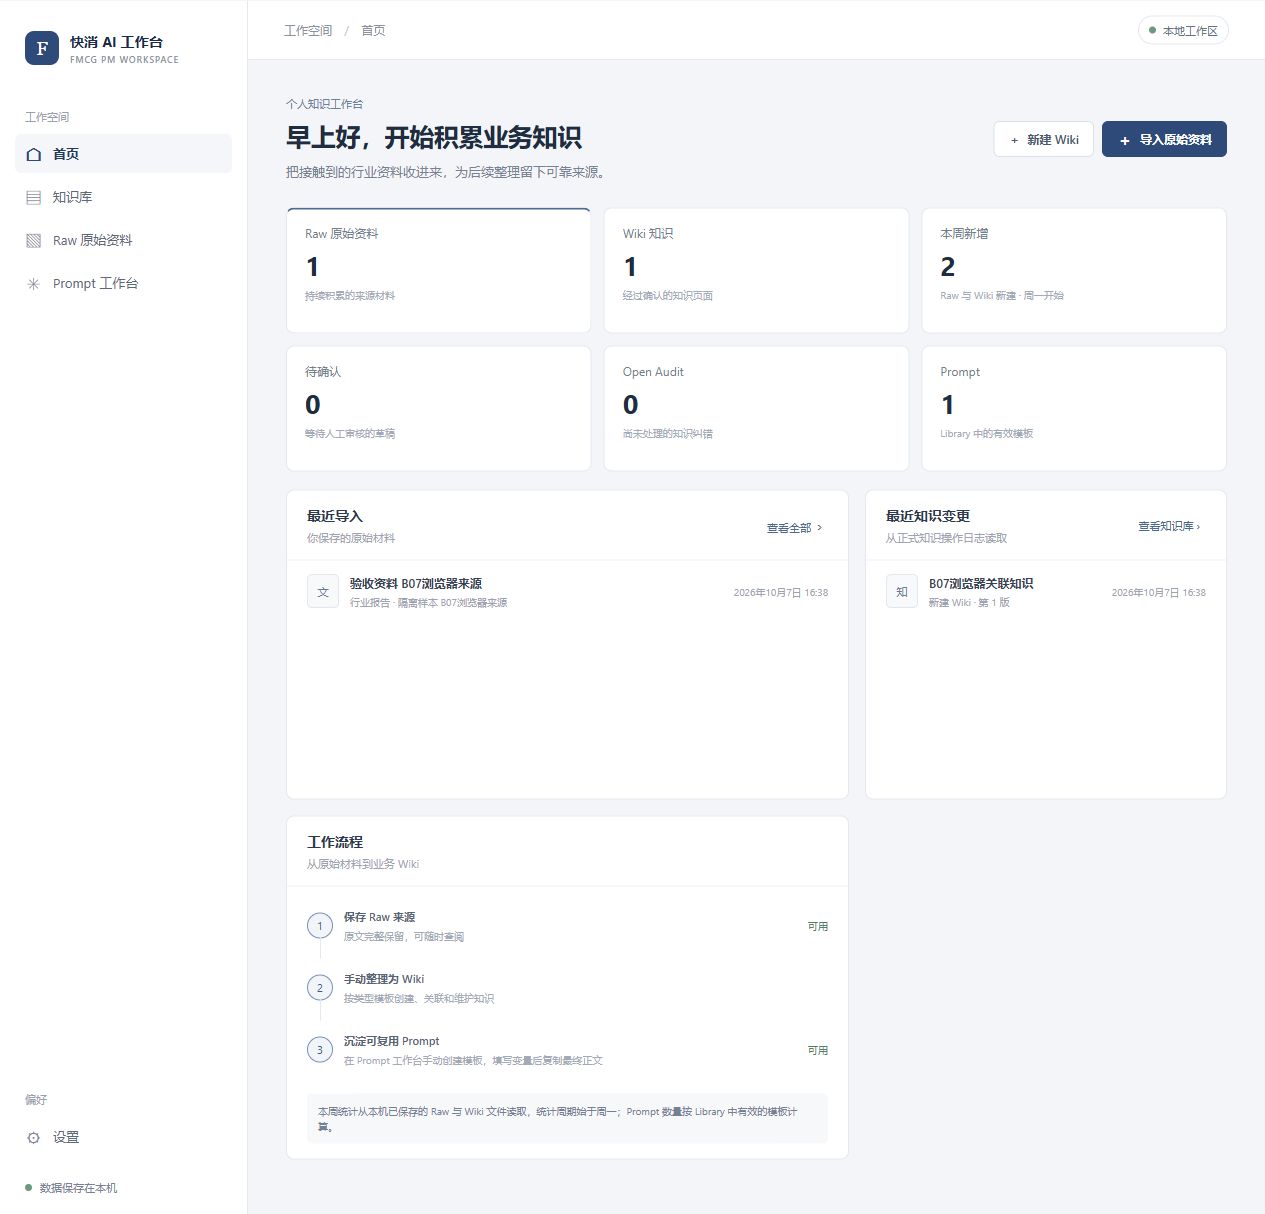 F
快消 AI 工作台
FMCG PM WORKSPACE
工作空间
首页
知识库
Raw 原始资料
Prompt 工作台
偏好
设置
数据保存在本机
工作空间 / 首页
本地工作区
个人知识工作台
早上好，开始积累业务知识
把接触到的行业资料收进来，为后续整理留下可靠来源。
+ 新建 Wiki
+ 导入原始资料
Raw 原始资料
1
持续积累的来源材料
Wiki 知识
1
经过确认的知识页面
本周新增
2
Raw 与 Wiki 新建 · 周一开始
待确认
0
等待人工审核的草稿
Open Audit
0
尚未处理的知识纠错
Prompt
1
Library 中的有效模板
最近导入
你保存的原始材料
查看全部 ›
文
验收资料 B07浏览器来源
行业报告 · 隔离样本 B07浏览器来源
2026年10月7日 16:38
最近知识变更
从正式知识操作日志读取
查看知识库 ›
知
B07浏览器关联知识
新建 Wiki · 第 1 版
2026年10月7日 16:38
工作流程
从原始材料到业务 Wiki
1
保存 Raw 来源
原文完整保留，可随时查阅
可用
2
手动整理为 Wiki
按类型模板创建、关联和维护知识
3
沉淀可复用 Prompt
在 Prompt 工作台手动创建模板，填写变量后复制最终正文
可用
本周统计从本机已保存的 Raw 与 Wiki 文件读取，统计周期始于周一；Prompt 数量按 Library 中有效的模板计
算。